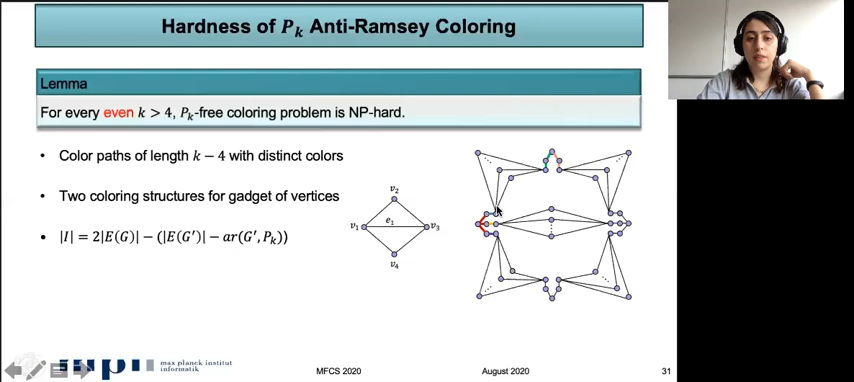 Hardness of P_k Anti-Ramsey Coloring
Lemma
For every even k > 4, P_k-free coloring problem is NP-hard.
• Color paths of length k − 4 with distinct colors
• Two coloring structures for gadget of vertices
• |I| = 2|E(G)| − (|E(G′)| − ar(G′, P_k))
v_2
v_1
e_1
v_3
v_4
max planck institut
informatik
MFCS 2020
August 2020
31